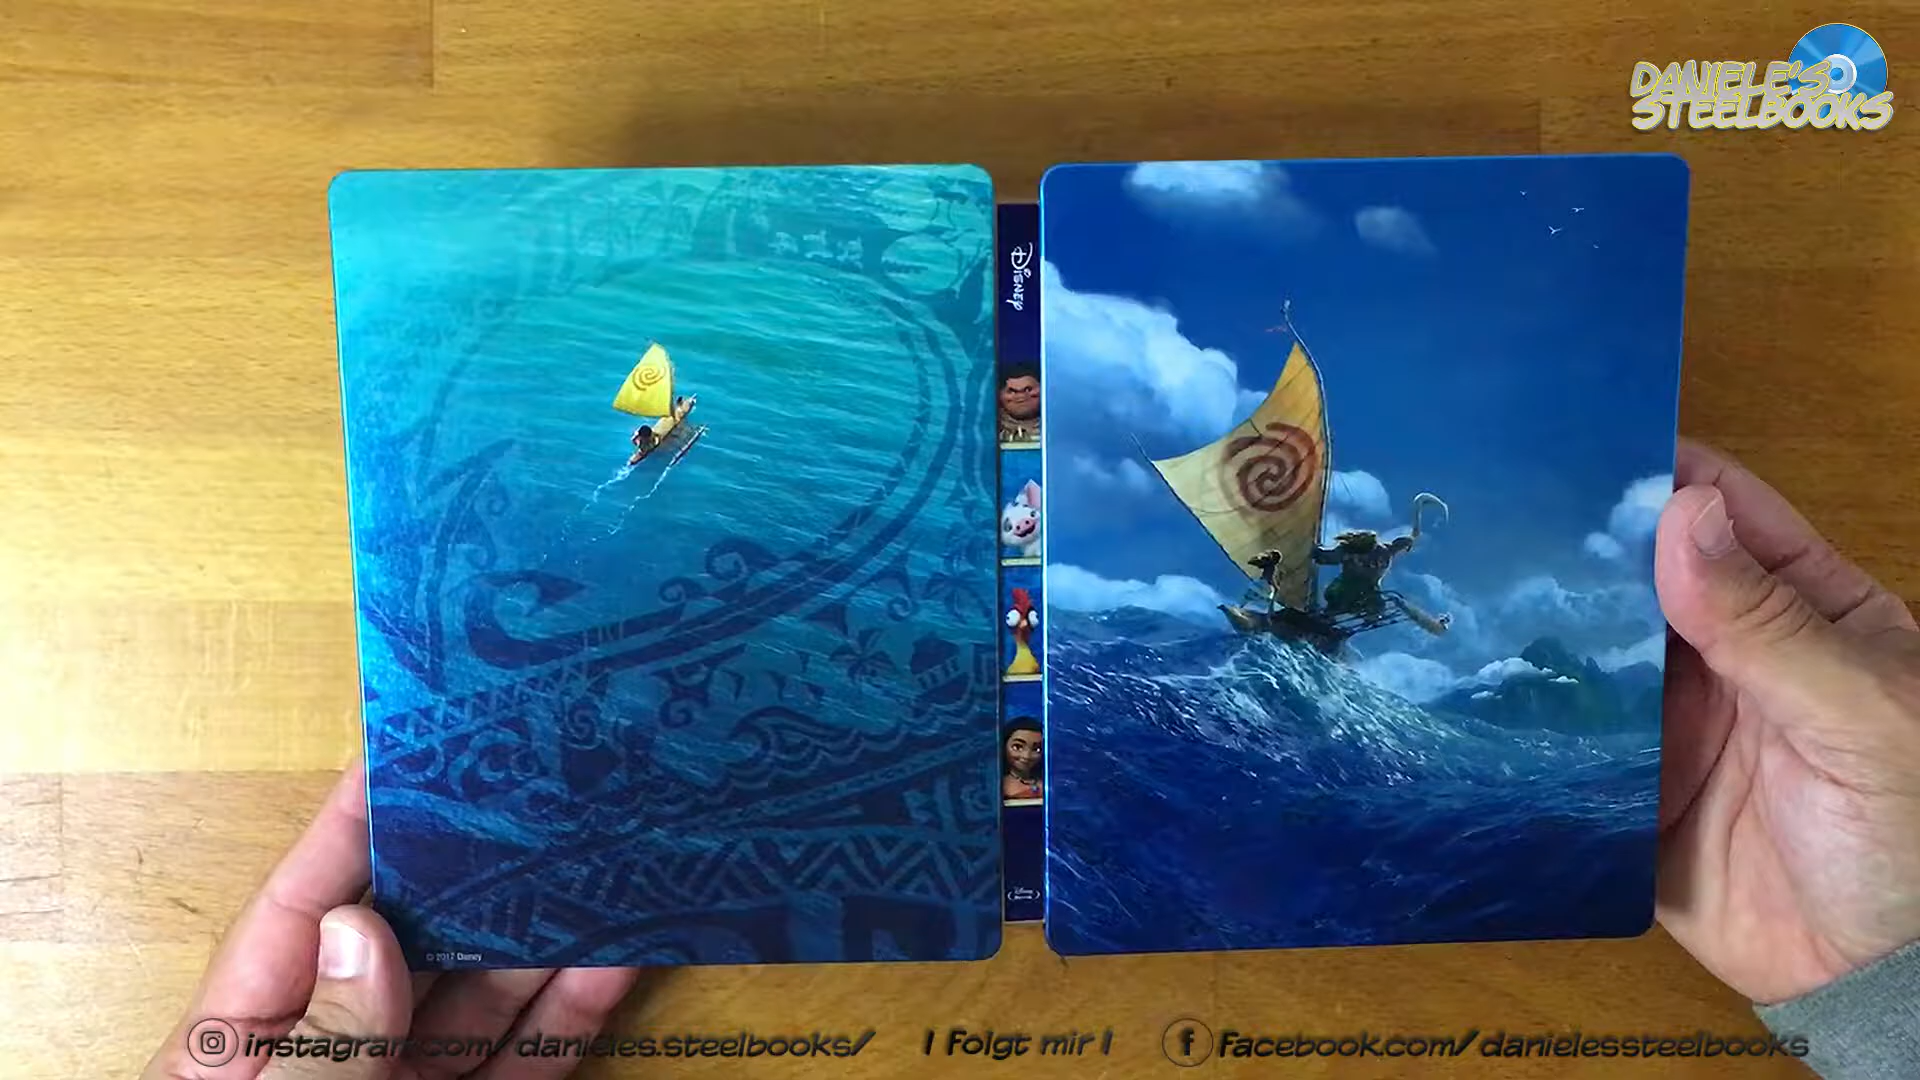 DANIELE'S
STEELBOOKS
Disney
© 2017 Disney
instagram.com/danieles.steelbooks/
| Folgt mir |
facebook.com/danielessteelbooks